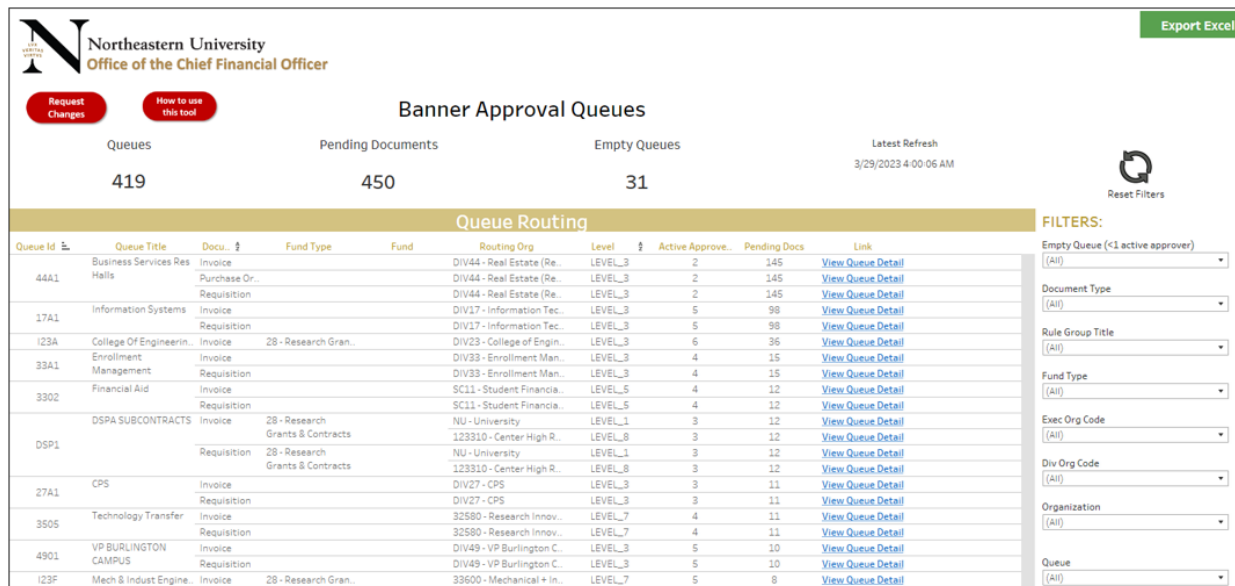 LUX
VERITAS
VIRTUS
Northeastern University
Office of the Chief Financial Officer
Export Excel
Request
Changes
How to use
this tool
Banner Approval Queues
Queues
Pending Documents
Empty Queues
Latest Refresh
419
450
31
3/29/2023 4:00:06 AM
Reset Filters
Queue Routing
Queue Id Queue Title Docu.. Fund Type Fund Routing Org Level Active Approve.. Pending Docs Link
44A1 Business Services Res Halls Invoice DIV44 - Real Estate (Re.. LEVEL_3 2 145 View Queue Detail
Purchase Or.. DIV44 - Real Estate (Re.. LEVEL_3 2 145 View Queue Detail
Requisition DIV44 - Real Estate (Re.. LEVEL_3 2 145 View Queue Detail
17A1 Information Systems Invoice DIV17 - Information Tec.. LEVEL_3 5 98 View Queue Detail
Requisition DIV17 - Information Tec.. LEVEL_3 5 98 View Queue Detail
I23A College Of Engineerin.. Invoice 28 - Research Gran.. DIV23 - College of Engin.. LEVEL_3 6 36 View Queue Detail
33A1 Enrollment Management Invoice DIV33 - Enrollment Man.. LEVEL_3 4 15 View Queue Detail
Requisition DIV33 - Enrollment Man.. LEVEL_3 4 15 View Queue Detail
3302 Financial Aid Invoice SC11 - Student Financia.. LEVEL_5 4 12 View Queue Detail
Requisition SC11 - Student Financia.. LEVEL_5 4 12 View Queue Detail
DSP1 DSPA SUBCONTRACTS Invoice 28 - Research Grants & Contracts NU - University LEVEL_1 3 12 View Queue Detail
123310 - Center High R.. LEVEL_8 3 12 View Queue Detail
Requisition 28 - Research Grants & Contracts NU - University LEVEL_1 3 12 View Queue Detail
123310 - Center High R.. LEVEL_8 3 12 View Queue Detail
27A1 CPS Invoice DIV27 - CPS LEVEL_3 3 11 View Queue Detail
Requisition DIV27 - CPS LEVEL_3 3 11 View Queue Detail
3505 Technology Transfer Invoice 32580 - Research Innov.. LEVEL_7 4 11 View Queue Detail
Requisition 32580 - Research Innov.. LEVEL_7 4 11 View Queue Detail
4901 VP BURLINGTON CAMPUS Invoice DIV49 - VP Burlington C.. LEVEL_3 5 10 View Queue Detail
Requisition DIV49 - VP Burlington C.. LEVEL_3 5 10 View Queue Detail
I23F Mech & Indust Engine.. Invoice 28 - Research Gran.. 33600 - Mechanical + In.. LEVEL_7 5 8 View Queue Detail
FILTERS:
Empty Queue (<1 active approver)
(All)
Document Type
(All)
Rule Group Title
(All)
Fund Type
(All)
Exec Org Code
(All)
Div Org Code
(All)
Organization
(All)
Queue
(All)